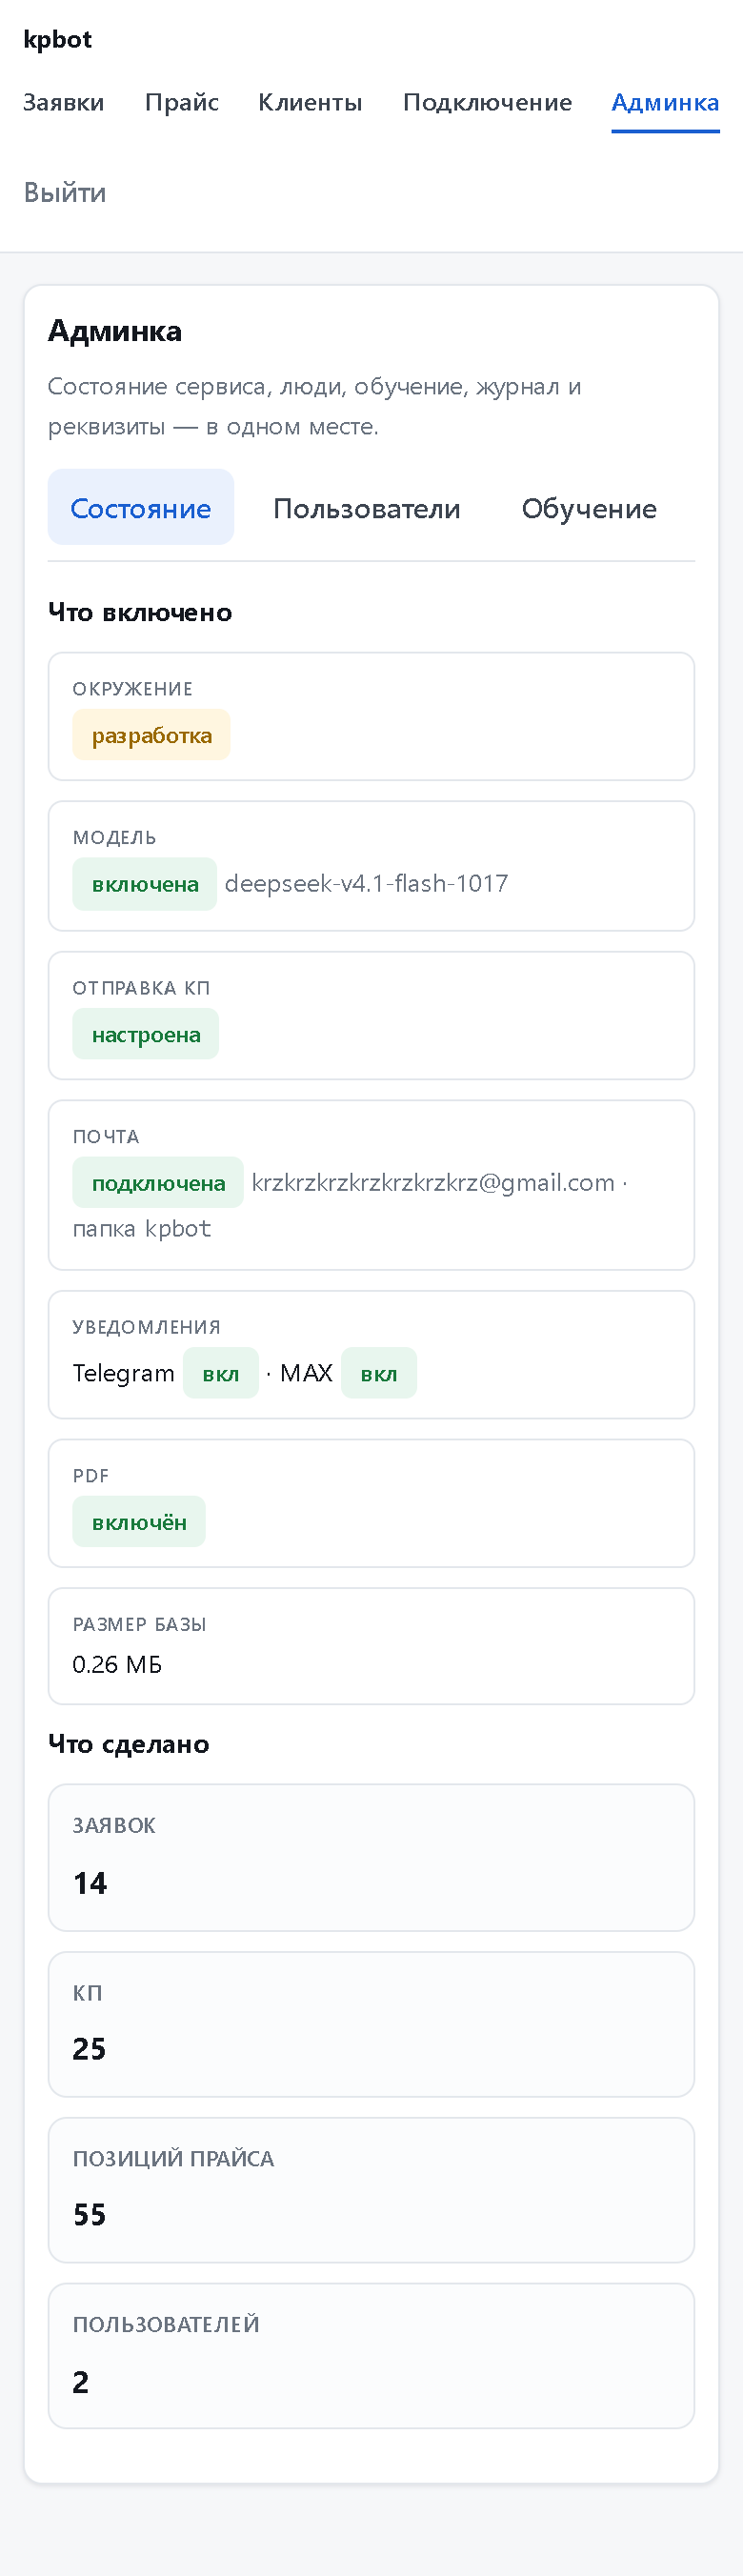 kpbot
Заявки Прайс Клиенты Подключение Админка
Выйти
Админка
Состояние сервиса, люди, обучение, журнал и
реквизиты — в одном месте.
Состояние Пользователи Обучение
Что включено
ОКРУЖЕНИЕ
разработка
МОДЕЛЬ
включена deepseek-v4.1-flash-1017
ОТПРАВКА КП
настроена
ПОЧТА
подключена krzkrzkrzkrzkrzkrzkrz@gmail.com ·
папка kpbot
УВЕДОМЛЕНИЯ
Telegram вкл · MAX вкл
PDF
включён
РАЗМЕР БАЗЫ
0.26 МБ
Что сделано
ЗАЯВОК
14
КП
25
ПОЗИЦИЙ ПРАЙСА
55
ПОЛЬЗОВАТЕЛЕЙ
2